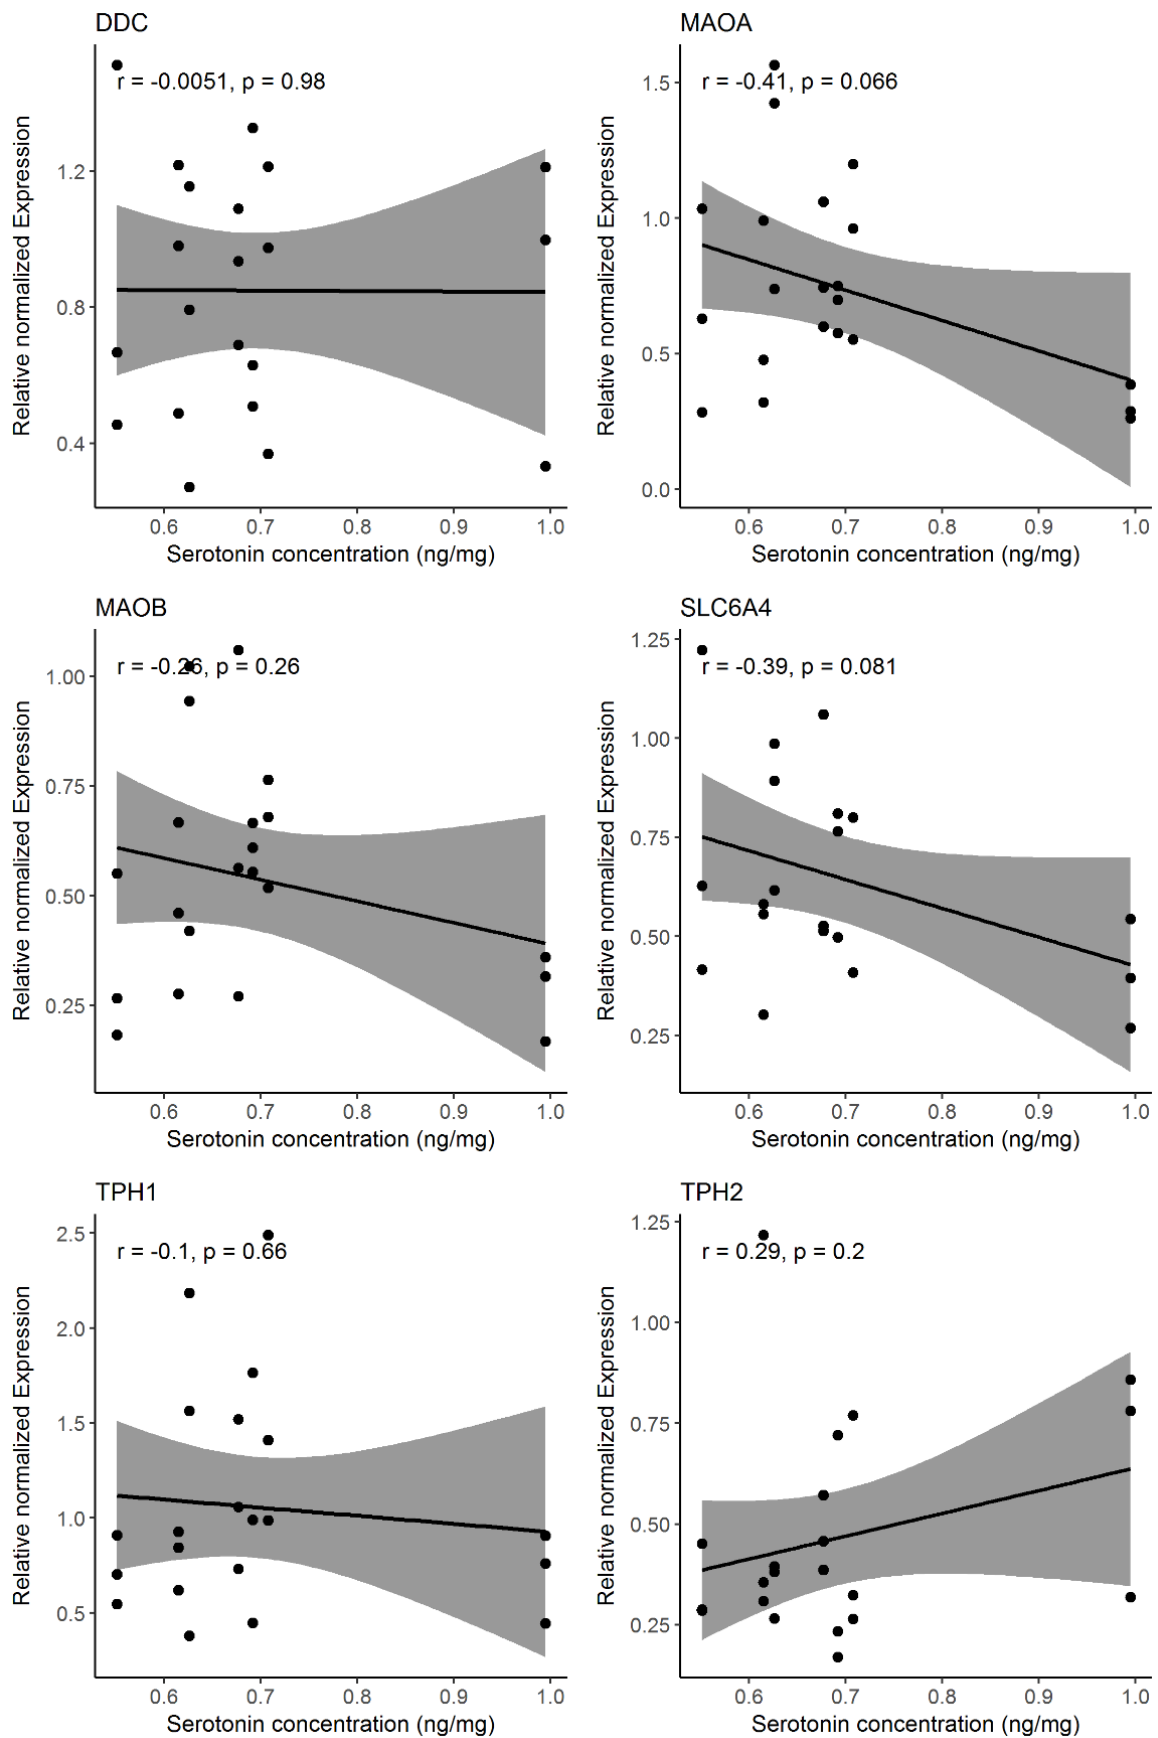 DDC
r = -0.0051, p = 0.98
Relative normalized Expression
1.2
0.8
0.4
0.6 0.7 0.8 0.9 1.0
Serotonin concentration (ng/mg)
MAOA
r = -0.41, p = 0.066
Relative normalized Expression
1.5
1.0
0.5
0.0
0.6 0.7 0.8 0.9 1.0
Serotonin concentration (ng/mg)
MAOB
r = -0.26, p = 0.26
Relative normalized Expression
1.00
0.75
0.50
0.25
0.6 0.7 0.8 0.9 1.0
Serotonin concentration (ng/mg)
SLC6A4
r = -0.39, p = 0.081
Relative normalized Expression
1.25
1.00
0.75
0.50
0.25
0.6 0.7 0.8 0.9 1.0
Serotonin concentration (ng/mg)
TPH1
r = -0.1, p = 0.66
Relative normalized Expression
2.5
2.0
1.5
1.0
0.5
0.6 0.7 0.8 0.9 1.0
Serotonin concentration (ng/mg)
TPH2
r = 0.29, p = 0.2
Relative normalized Expression
1.25
1.00
0.75
0.50
0.25
0.6 0.7 0.8 0.9 1.0
Serotonin concentration (ng/mg)